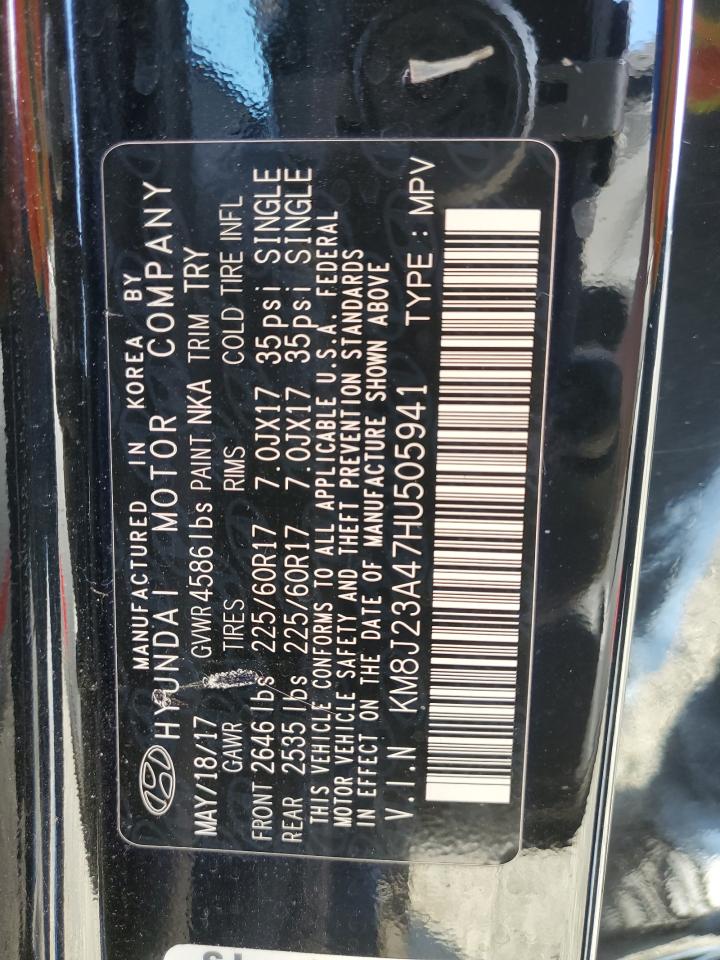 MANUFACTURED IN KOREA BY
HYUNDAI MOTOR COMPANY
MAY/18/17 GVWR 4586lbs PAINT NKA TRIM TRY
GAWR TIRES RIMS COLD TIRE INFL
FRONT 2646lbs 225/60R17 7.0JX17 35psi SINGLE
REAR 2535lbs 225/60R17 7.0JX17 35psi SINGLE
THIS VEHICLE CONFORMS TO ALL APPLICABLE U.S.A. FEDERAL
MOTOR VEHICLE SAFETY AND THEFT PREVENTION STANDARDS
IN EFFECT ON THE DATE OF MANUFACTURE SHOWN ABOVE
V.I.N KM8J23A47HU505941 TYPE : MPV